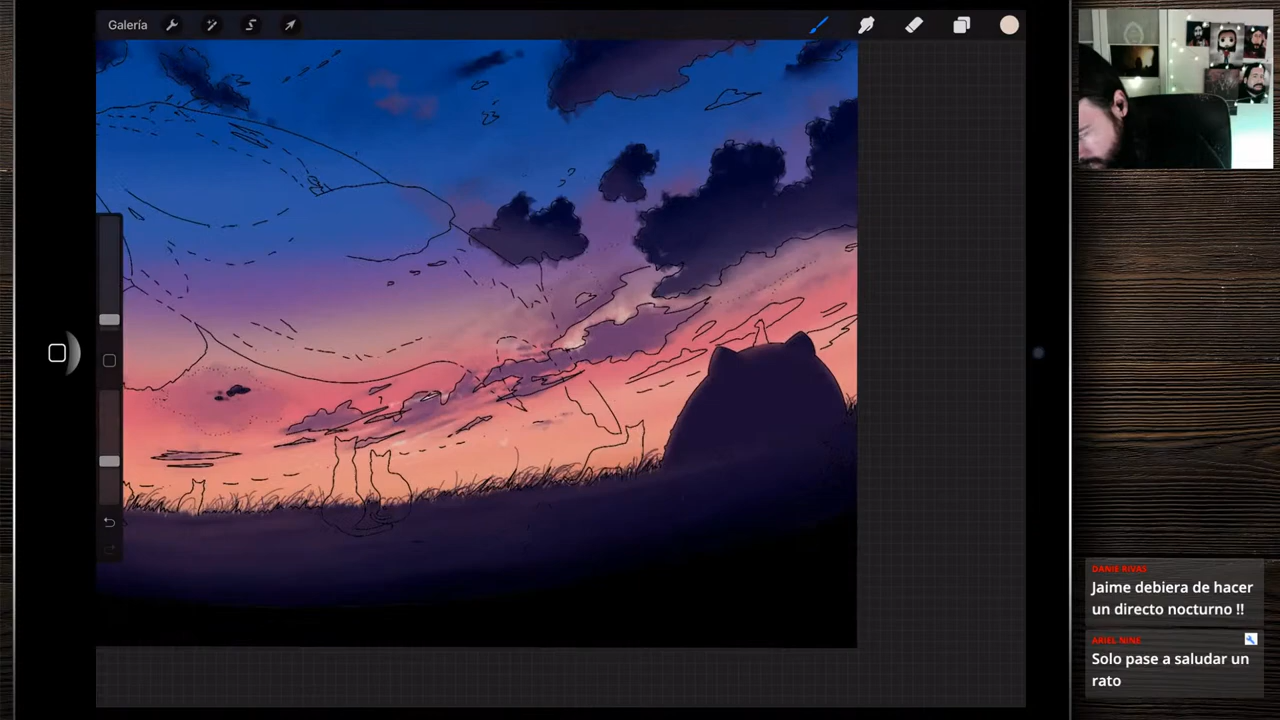 Galería
DANIE RIVAS
Jaime debiera de hacer
un directo nocturno !!
ARIEL NINE
Solo pase a saludar un
rato